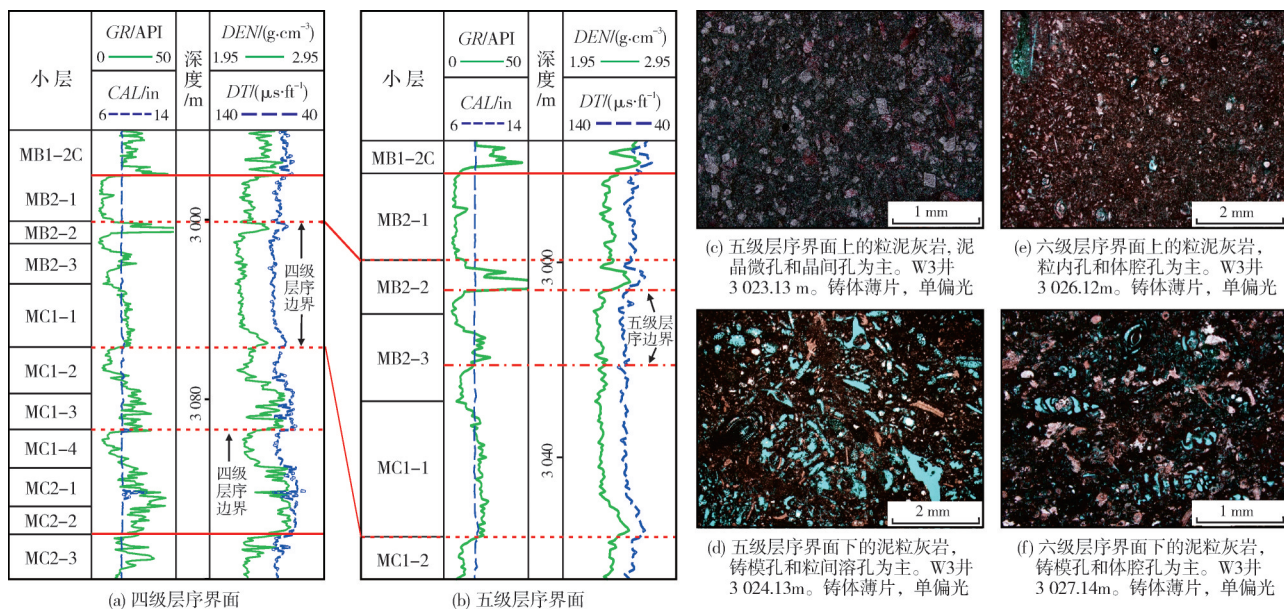 小层
GR/API
0 50
CAL/in
6 14
深度/m
DEN/(g·cm⁻³)
1.95 2.95
DT/(μs·ft⁻¹)
140 40
MB1-2C
MB2-1
MB2-2
MB2-3
MC1-1
MC1-2
MC1-3
MC1-4
MC2-1
MC2-2
MC2-3
3 000
3 080
四级
层序
边界
四级
层序
边界
(a) 四级层序界面
小层
GR/API
0 50
CAL/in
6 14
深度/m
DEN/(g·cm⁻³)
1.95 2.95
DT/(μs·ft⁻¹)
140 40
MB1-2C
MB2-1
MB2-2
MB2-3
MC1-1
MC1-2
3 000
3 040
五级层
序边界
(b) 五级层序界面
1 mm
(c) 五级层序界面上的粒泥灰岩, 泥
晶微孔和晶间孔为主。W3井
3 023.13 m。铸体薄片，单偏光
2 mm
(e) 六级层序界面上的粒泥灰岩，
粒内孔和体腔孔为主。W3井
3 026.12m。铸体薄片，单偏光
2 mm
(d) 五级层序界面下的泥粒灰岩，
铸模孔和粒间溶孔为主。W3井
3 024.13m。铸体薄片，单偏光
1 mm
(f) 六级层序界面下的泥粒灰岩，
铸模孔和体腔孔为主。W3井
3 027.14m。铸体薄片，单偏光